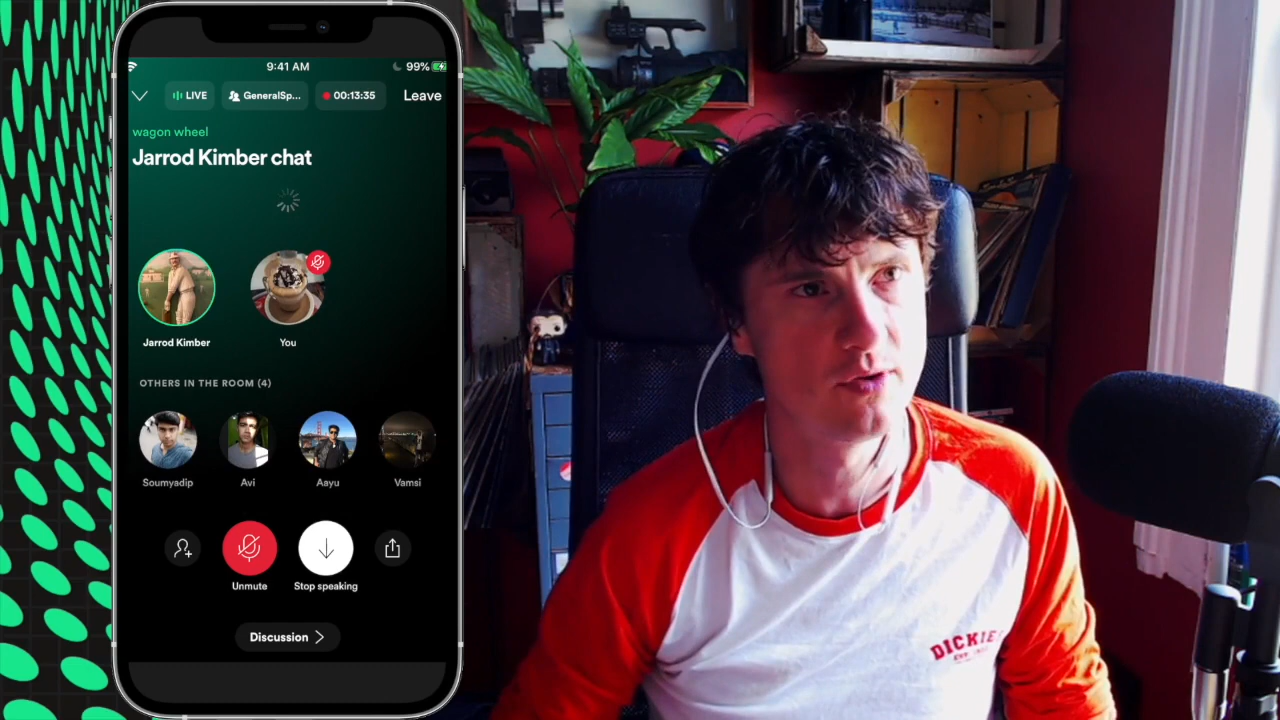 9:41 AM
99%
LIVE
GeneralSp...
00:13:35
Leave
wagon wheel
Jarrod Kimber chat
Jarrod Kimber
You
OTHERS IN THE ROOM (4)
Soumyadip
Avi
Aayu
Vamsi
Unmute
Stop speaking
Discussion
DICKIE